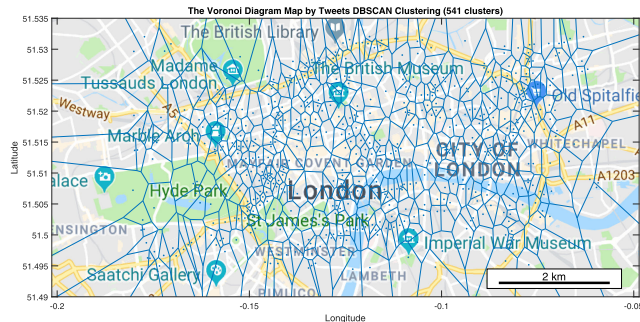 The Voronoi Diagram Map by Tweets DBSCAN Clustering (541 clusters)
51.535
51.53
51.525
51.52
51.515
51.51
51.505
51.5
51.495
51.49
Latitude
The British Library
Madame
Tussauds London
The British Museum
Old Spitalfie
Westway
A5
A11
Marble Arch
WHITECHAPEL
MAYFAIR
COVENT GARDEN
CITY OF
LONDON
alace
A1203
Hyde Park
London
St James's Park
NSINGTON
WESTMINSTER
Imperial War Museum
Saatchi Gallery
LAMBETH
PIMLICO
2 km
-0.2
-0.15
-0.1
-0.05
Longitude